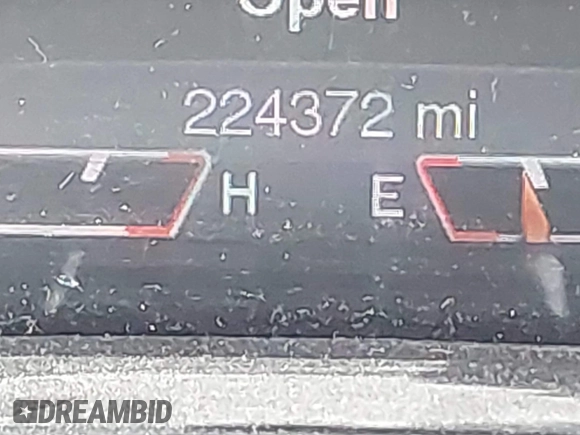 Open
224372 mi
H E
DREAMBID